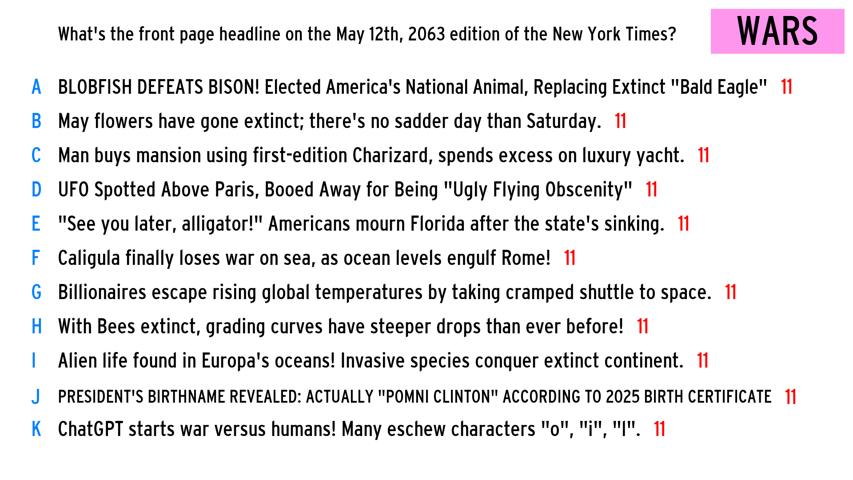 What's the front page headline on the May 12th, 2063 edition of the New York Times?
WARS
A BLOBFISH DEFEATS BISON! Elected America's National Animal, Replacing Extinct "Bald Eagle" 11
B May flowers have gone extinct; there's no sadder day than Saturday. 11
C Man buys mansion using first-edition Charizard, spends excess on luxury yacht. 11
D UFO Spotted Above Paris, Booed Away for Being "Ugly Flying Obscenity" 11
E "See you later, alligator!" Americans mourn Florida after the state's sinking. 11
F Caligula finally loses war on sea, as ocean levels engulf Rome! 11
G Billionaires escape rising global temperatures by taking cramped shuttle to space. 11
H With Bees extinct, grading curves have steeper drops than ever before! 11
I Alien life found in Europa's oceans! Invasive species conquer extinct continent. 11
J PRESIDENT'S BIRTHNAME REVEALED: ACTUALLY "POMNI CLINTON" ACCORDING TO 2025 BIRTH CERTIFICATE 11
K ChatGPT starts war versus humans! Many eschew characters "o", "i", "l". 11